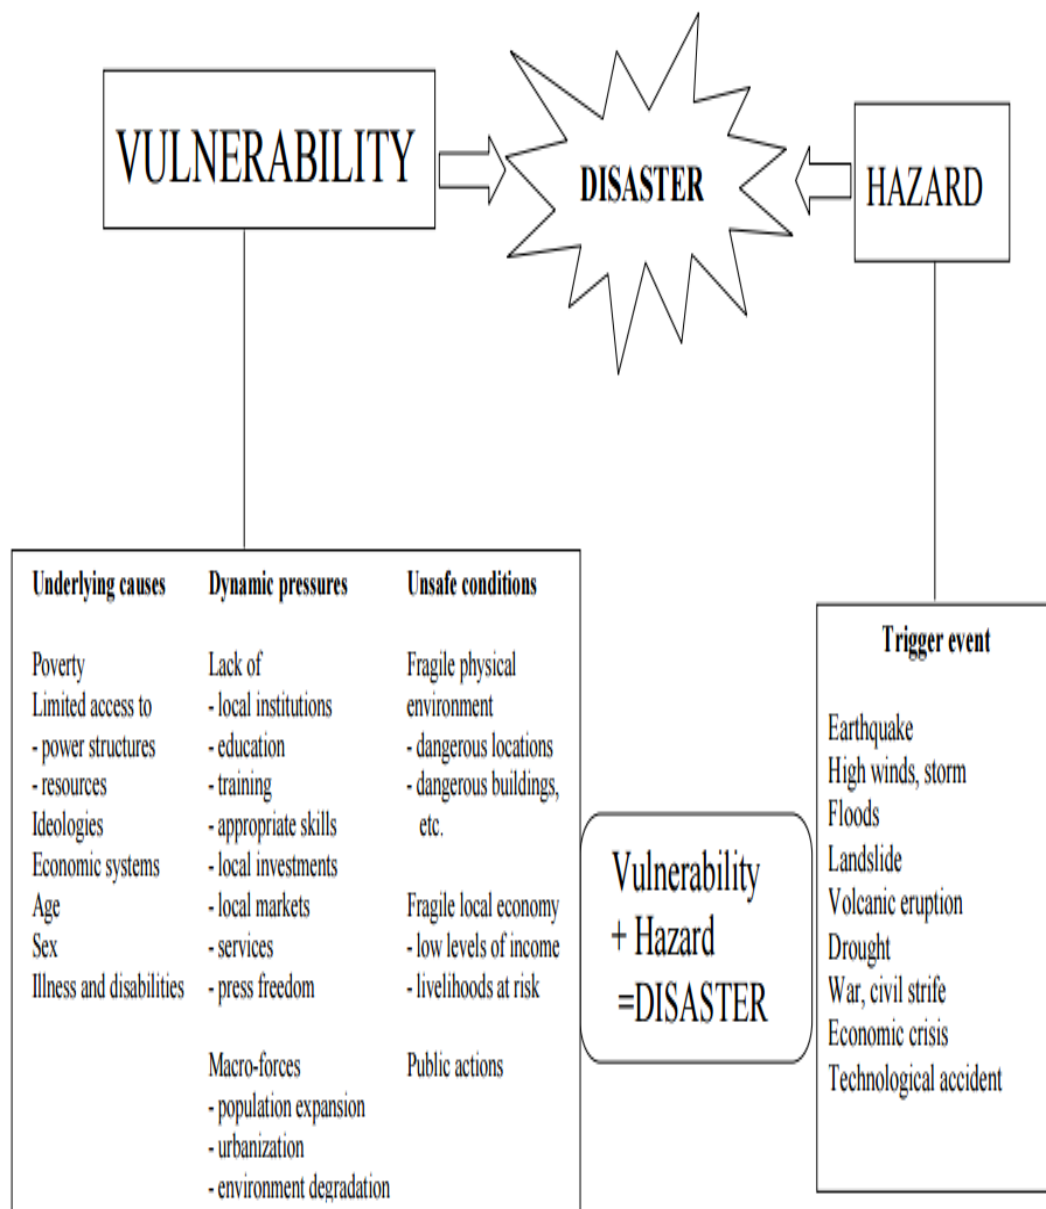 VULNERABILITY
DISASTER
HAZARD
Underlying causes
Poverty
Limited access to
- power structures
- resources
Ideologies
Economic systems
Age
Sex
Illness and disabilities
Dynamic pressures
Lack of
- local institutions
- education
- training
- appropriate skills
- local investments
- local markets
- services
- press freedom
Macro-forces
- population expansion
- urbanization
- environment degradation
Unsafe conditions
Fragile physical
environment
- dangerous locations
- dangerous buildings,
etc.
Fragile local economy
- low levels of income
- livelihoods at risk
Public actions
Vulnerability
+ Hazard
=DISASTER
Trigger event
Earthquake
High winds, storm
Floods
Landslide
Volcanic eruption
Drought
War, civil strife
Economic crisis
Technological accident